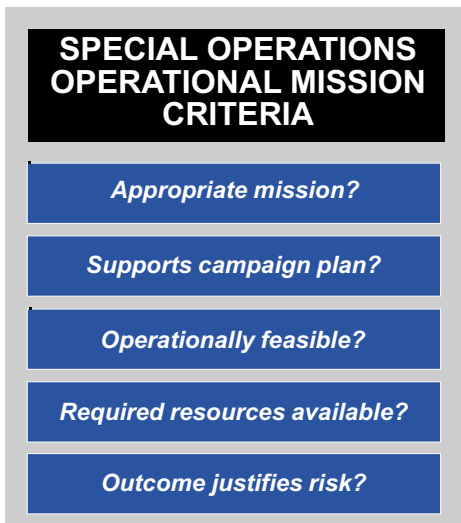 SPECIAL OPERATIONS
OPERATIONAL MISSION
CRITERIA
Appropriate mission?
Supports campaign plan?
Operationally feasible?
Required resources available?
Outcome justifies risk?